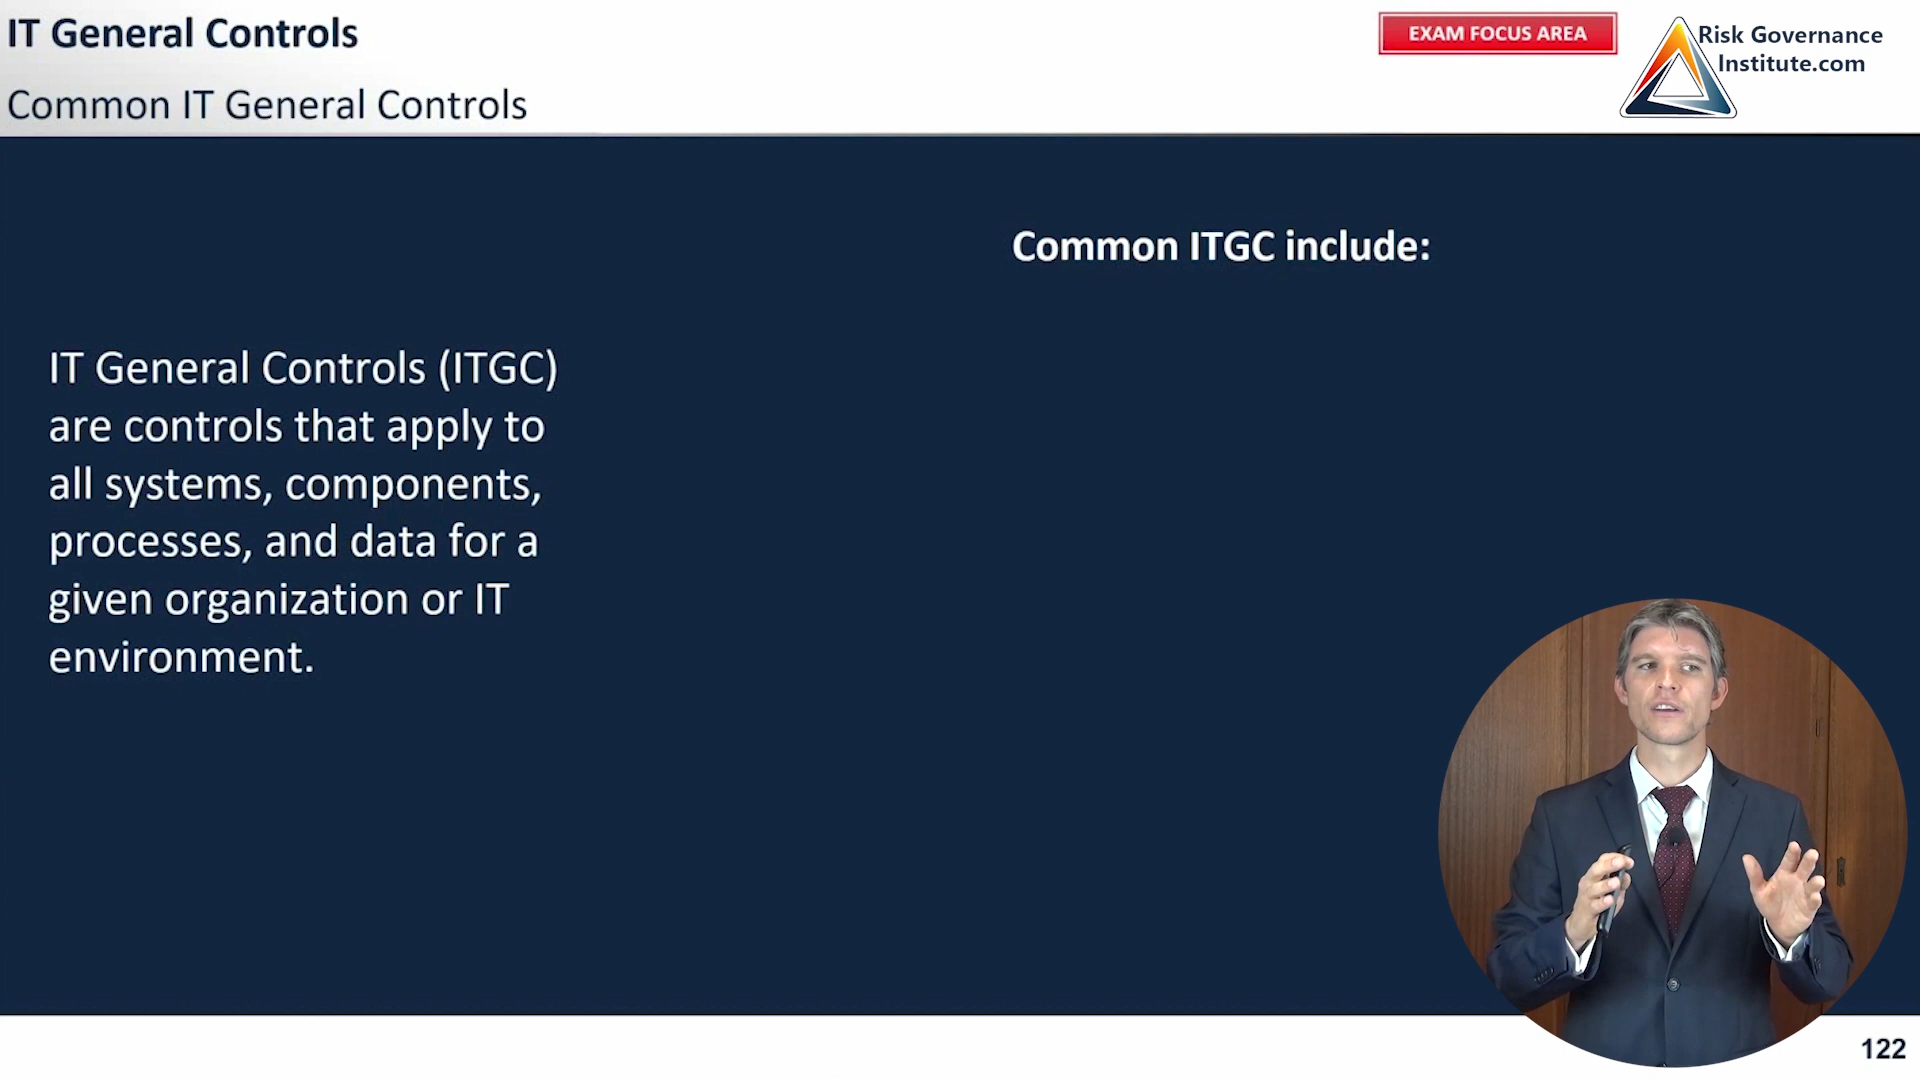 IT General Controls
EXAM FOCUS AREA
Risk Governance
Institute.com
Common IT General Controls
Common ITGC include:
IT General Controls (ITGC)
are controls that apply to
all systems, components,
processes, and data for a
given organization or IT
environment.
122